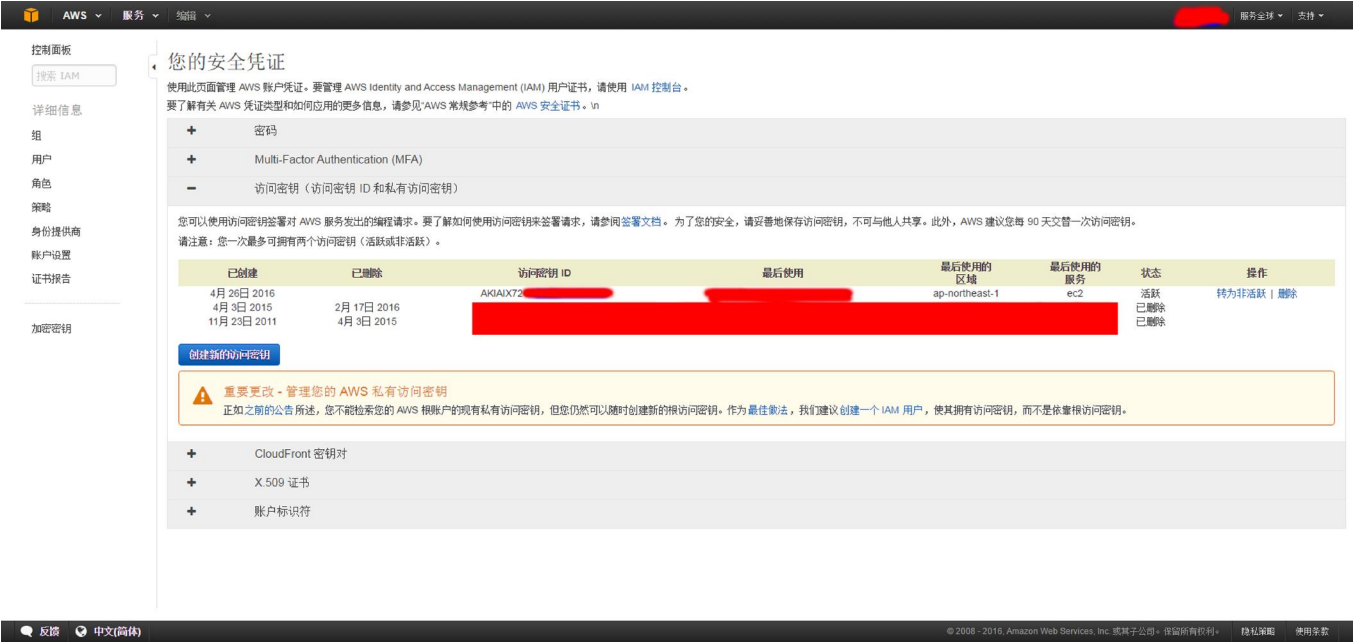 AWS 服务 编辑 服务全球 支持
控制面板
搜索 IAM
详细信息
组
用户
角色
策略
身份提供商
账户设置
证书报告
加密密钥
您的安全凭证
使用此页面管理 AWS 账户凭证。要管理 AWS Identity and Access Management (IAM) 用户证书，请使用 IAM 控制台。
要了解有关 AWS 凭证类型和如何应用的更多信息，请参见“AWS 常规参考”中的 AWS 安全证书。\n
+ 密码
+ Multi-Factor Authentication (MFA)
− 访问密钥（访问密钥 ID 和私有访问密钥）
您可以使用访问密钥签署对 AWS 服务发出的编程请求。要了解如何使用访问密钥来签署请求，请参阅签署文档。 为了您的安全，请妥善地保存访问密钥，不可与他人共享。此外，AWS 建议您每 90 天交替一次访问密钥。
请注意：您一次最多可拥有两个访问密钥（活跃或非活跃）。
已创建 已删除 访问密钥 ID 最后使用 最后使用的区域 最后使用的服务 状态 操作
4月 26日 2016 AKIAIX72 ap-northeast-1 ec2 活跃 转为非活跃 | 删除
4月 3日 2015 2月 17日 2016 已删除
11月 23日 2011 4月 3日 2015 已删除
创建新的访问密钥
重要更改 - 管理您的 AWS 私有访问密钥
正如之前的公告所述，您不能检索您的 AWS 根账户的现有私有访问密钥，但您仍然可以随时创建新的根访问密钥。作为最佳做法，我们建议创建一个 IAM 用户，使其拥有访问密钥，而不是依靠根访问密钥。
+ CloudFront 密钥对
+ X.509 证书
+ 账户标识符
反馈 中文(简体) © 2008 - 2016, Amazon Web Services, Inc. 或其子公司。保留所有权利。 隐私策略 使用条款